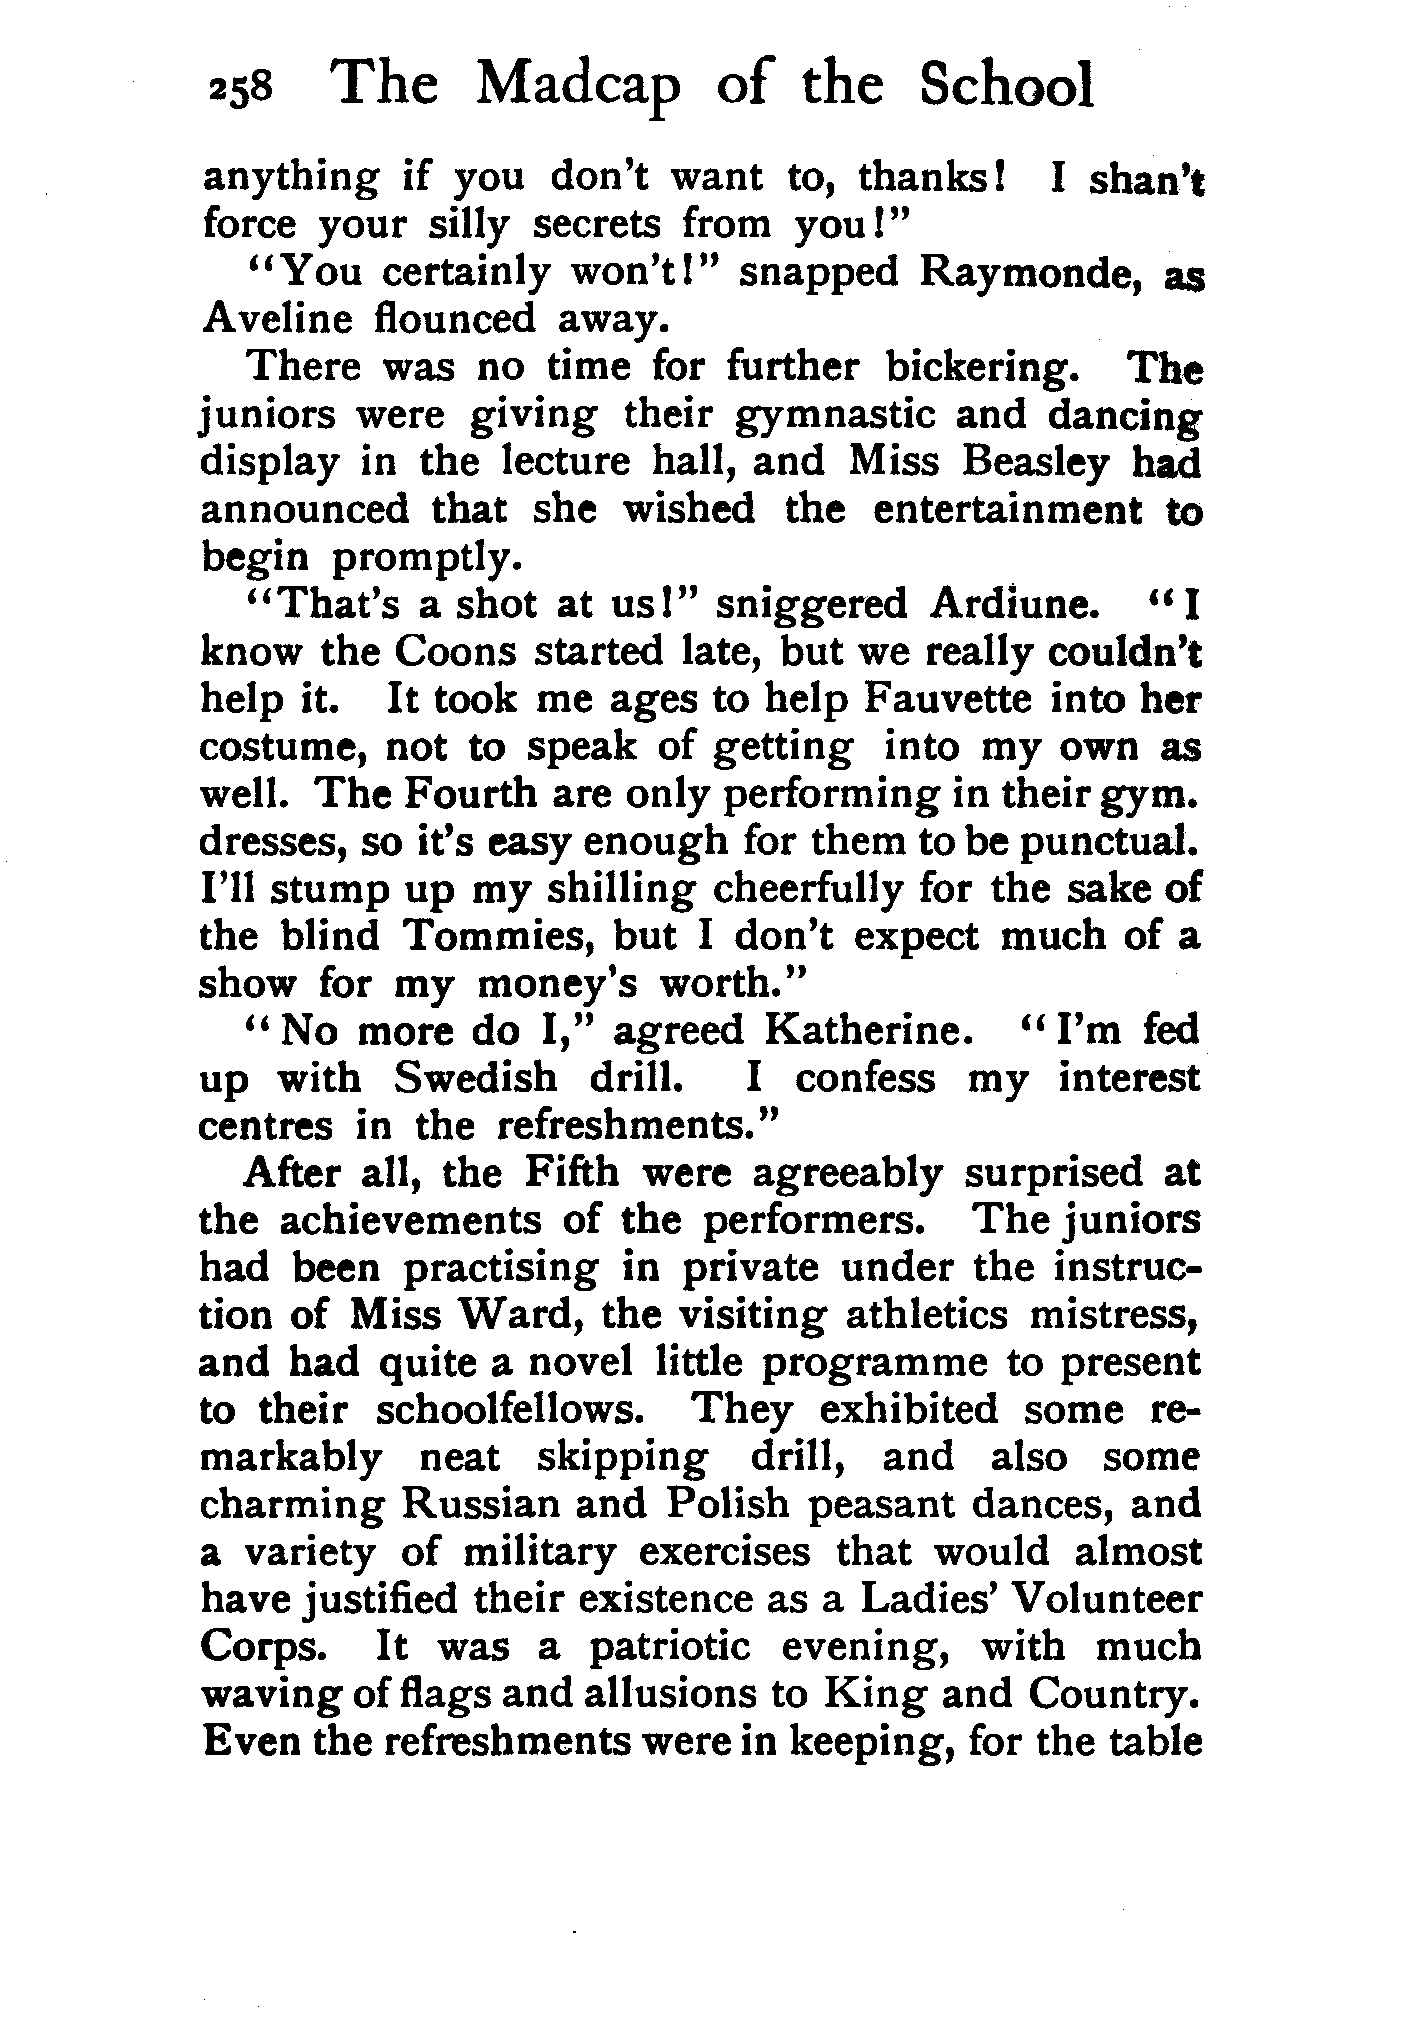 258 The Madcap of the School
anything if you don't want to, thanks! I shan't
force your silly secrets from you!"
"You certainly won't!" snapped Raymonde, as
Aveline flounced away.
There was no time for further bickering. The
juniors were giving their gymnastic and dancing
display in the lecture hall, and Miss Beasley had
announced that she wished the entertainment to
begin promptly.
"That's a shot at us!" sniggered Ardiune. "I
know the Coons started late, but we really couldn't
help it. It took me ages to help Fauvette into her
costume, not to speak of getting into my own as
well. The Fourth are only performing in their gym.
dresses, so it's easy enough for them to be punctual.
I'll stump up my shilling cheerfully for the sake of
the blind Tommies, but I don't expect much of a
show for my money's worth."
"No more do I," agreed Katherine. "I'm fed
up with Swedish drill. I confess my interest
centres in the refreshments."
After all, the Fifth were agreeably surprised at
the achievements of the performers. The juniors
had been practising in private under the instruc-
tion of Miss Ward, the visiting athletics mistress,
and had quite a novel little programme to present
to their schoolfellows. They exhibited some re-
markably neat skipping drill, and also some
charming Russian and Polish peasant dances, and
a variety of military exercises that would almost
have justified their existence as a Ladies' Volunteer
Corps. It was a patriotic evening, with much
waving of flags and allusions to King and Country.
Even the refreshments were in keeping, for the table